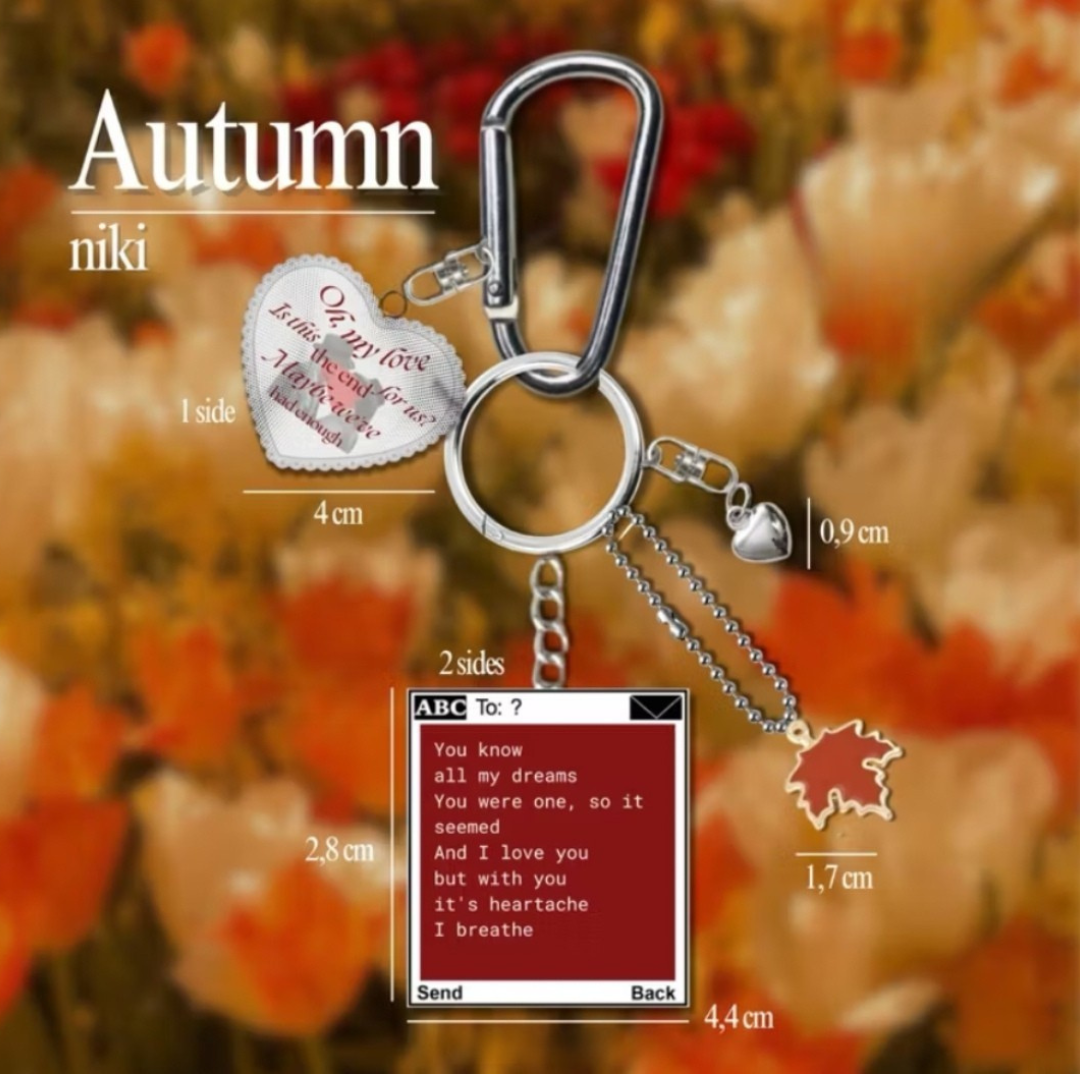 Autumn
niki
Oh, my love
Is this the end for us?
Maybe we've
had enough
1 side
4 cm
0,9 cm
2 sides
ABC To: ?
You know
all my dreams
You were one, so it
seemed
And I love you
but with you
it's heartache
I breathe
Send Back
2,8 cm
1,7 cm
4,4 cm